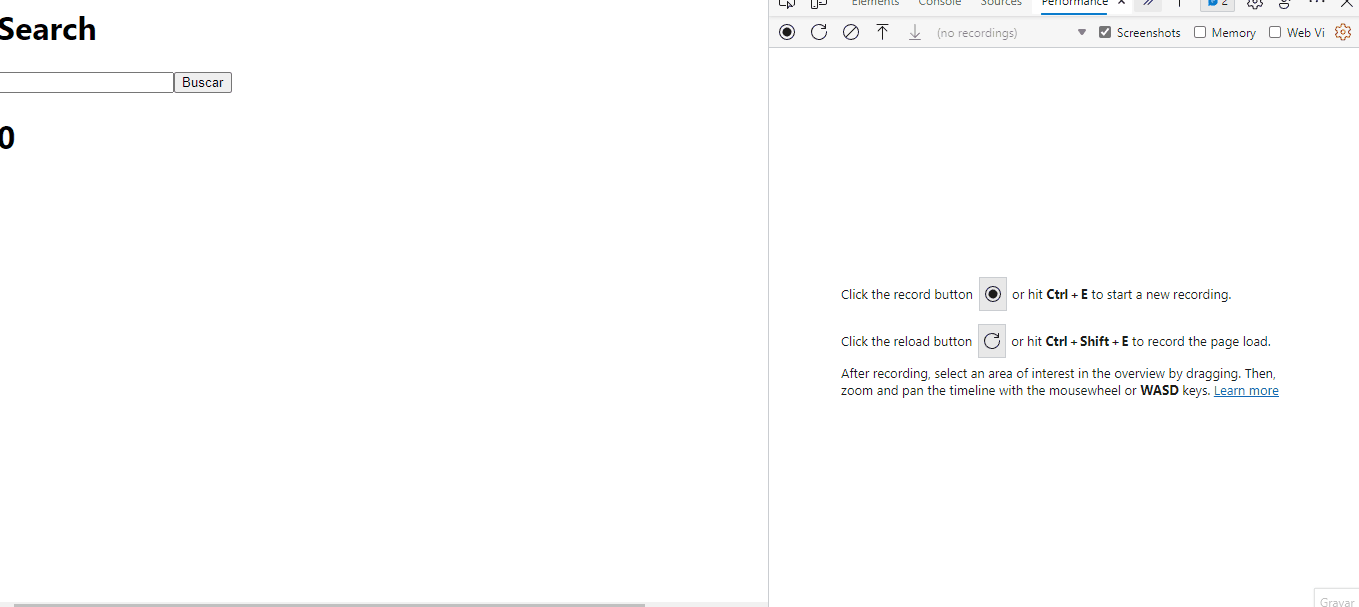 Search
Buscar
0
Elements Console Sources Performance 2
(no recordings) Screenshots Memory Web Vi
Click the record button or hit Ctrl + E to start a new recording.
Click the reload button or hit Ctrl + Shift + E to record the page load.
After recording, select an area of interest in the overview by dragging. Then,
zoom and pan the timeline with the mousewheel or WASD keys. Learn more
Gravar